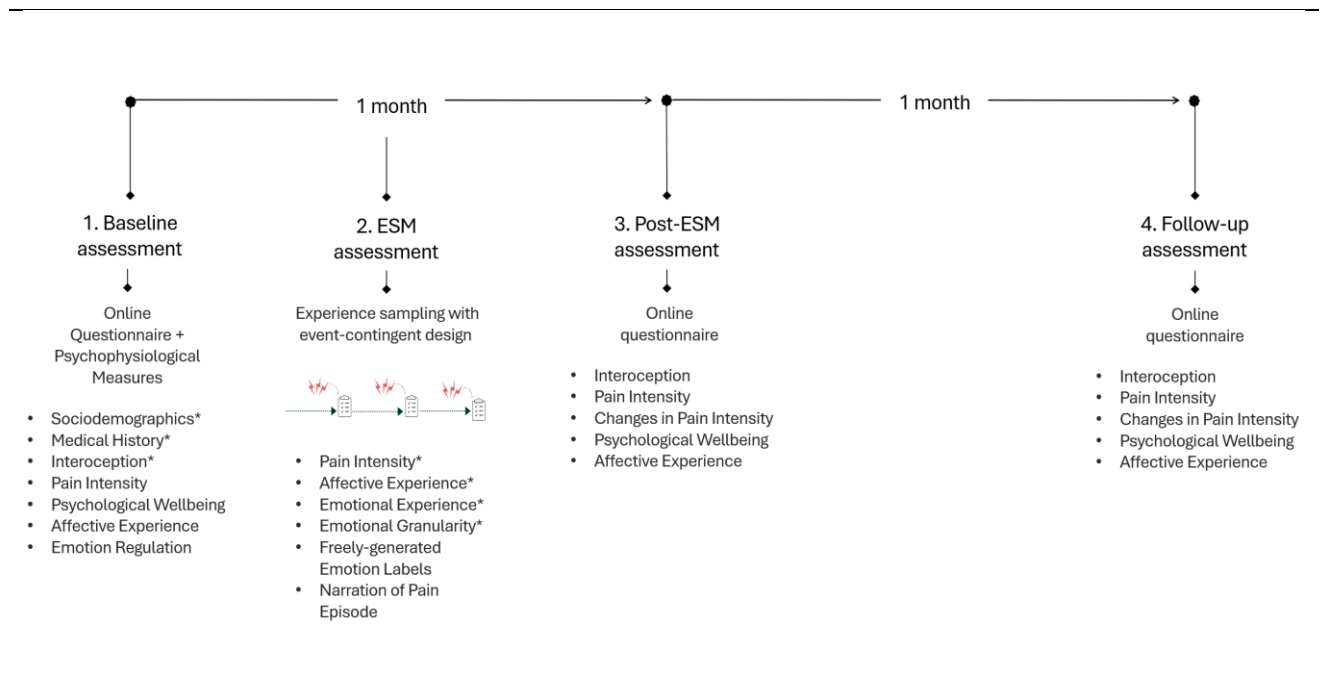 1 month
1 month
1. Baseline
assessment
Online
Questionnaire +
Psychophysiological
Measures
• Sociodemographics*
• Medical History*
• Interoception*
• Pain Intensity
• Psychological Wellbeing
• Affective Experience
• Emotion Regulation
2. ESM
assessment
Experience sampling with
event-contingent design
• Pain Intensity*
• Affective Experience*
• Emotional Experience*
• Emotional Granularity*
• Freely-generated
Emotion Labels
• Narration of Pain
Episode
3. Post-ESM
assessment
Online
questionnaire
• Interoception
• Pain Intensity
• Changes in Pain Intensity
• Psychological Wellbeing
• Affective Experience
4. Follow-up
assessment
Online
questionnaire
• Interoception
• Pain Intensity
• Changes in Pain Intensity
• Psychological Wellbeing
• Affective Experience